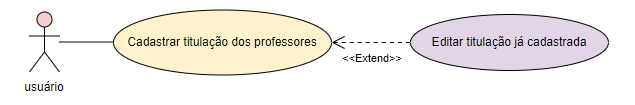 Cadastrar titulação dos professores
Editar titulação já cadastrada
<<Extend>>
usuário